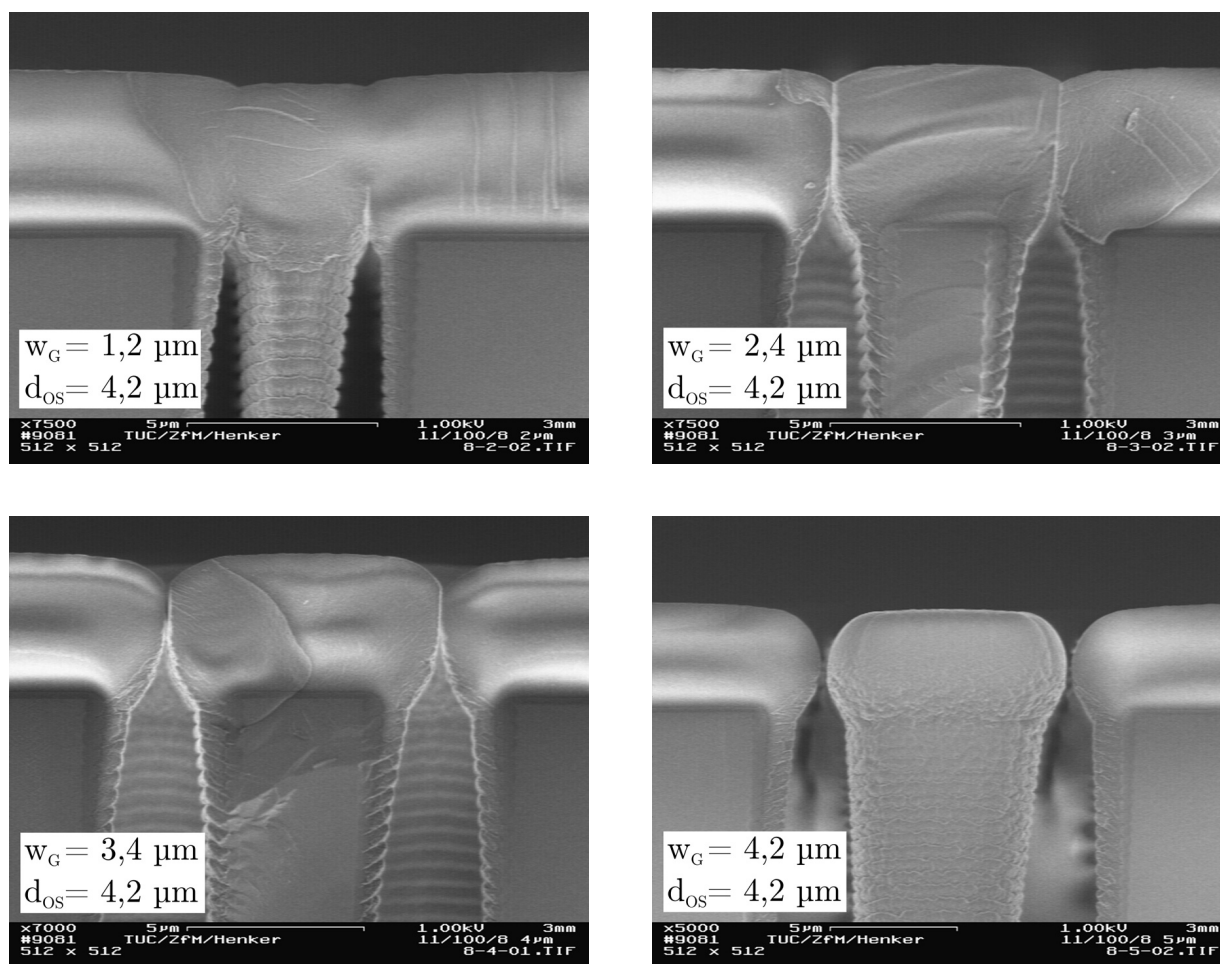 w_G = 1,2 µm
d_OS = 4,2 µm
x7500 5µm 1.00kV 3mm
#9081 TUC/ZfM/Henker 11/100/8 2µm
512 x 512 8-2-02.TIF
w_G = 2,4 µm
d_OS = 4,2 µm
x7500 5µm 1.00kV 3mm
#9081 TUC/ZfM/Henker 11/100/8 3µm
512 x 512 8-3-02.TIF
w_G = 3,4 µm
d_OS = 4,2 µm
x7000 5µm 1.00kV 3mm
#9081 TUC/ZfM/Henker 11/100/8 4µm
512 x 512 8-4-01.TIF
w_G = 4,2 µm
d_OS = 4,2 µm
x5000 5µm 1.00kV 3mm
#9081 TUC/ZfM/Henker 11/100/8 5µm
512 x 512 8-5-02.TIF